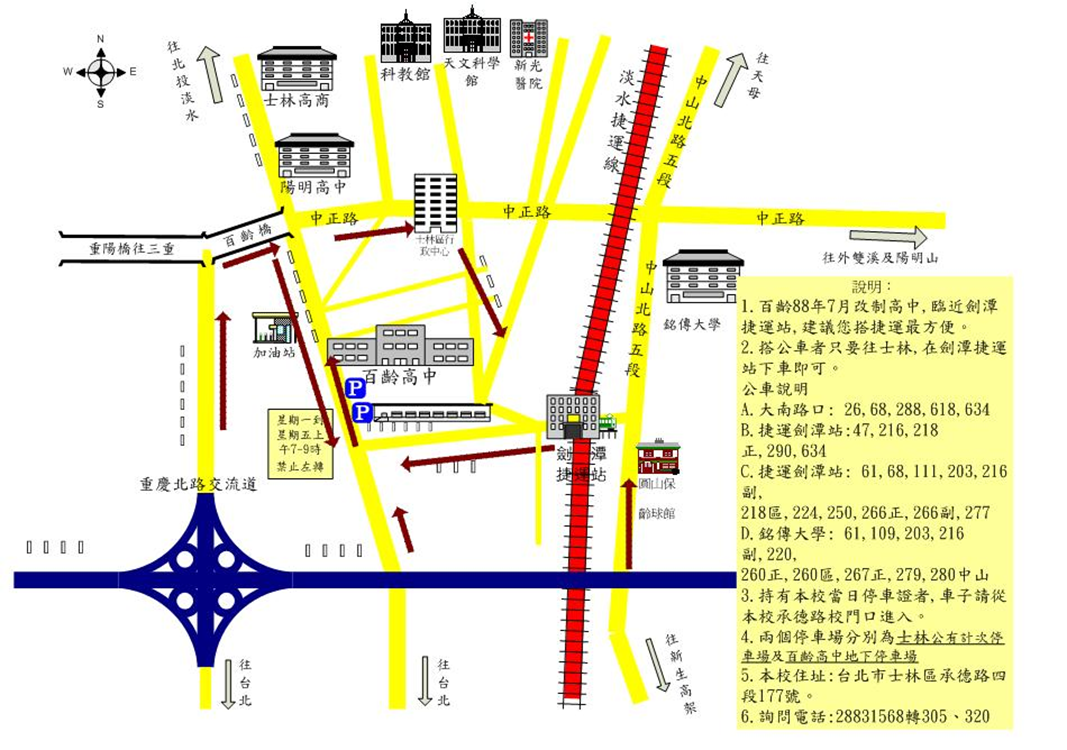 N
W
E
S
往北投淡水
士林高商
科教館
天文科學
館
新光
醫院
淡水捷運線
中山北路五段
往天母
陽明高中
中正路
中正路
中正路
百齡橋
重陽橋往三重
士林區行
政中心
往外雙溪及陽明山
加油站
百齡高中
P
P
中山北路五段
銘傳大學
星期一到
星期五上
午7-9時
禁止左轉
劍潭
捷運站
圓山保
齡球館
重慶北路交流道
往台北
往台北
往新生高架
說明：
1.百齡88年7月改制高中,臨近劍潭
捷運站,建議您搭捷運最方便。
2.搭公車者只要往士林,在劍潭捷運
站下車即可。
公車說明
A.大南路口: 26,68,288,618,634
B.捷運劍潭站:47,216,218
正,290,634
C.捷運劍潭站: 61,68,111,203,216
副,
218區,224,250,266正,266副,277
D.銘傳大學: 61,109,203,216
副,220,
260正,260區,267正,279,280中山
3.持有本校當日停車證者,車子請從
本校承德路校門口進入。
4.兩個停車場分別為士林公有計次停
車場及百齡高中地下停車場
5.本校住址:台北市士林區承德路四
段177號。
6.詢問電話:28831568轉305、320